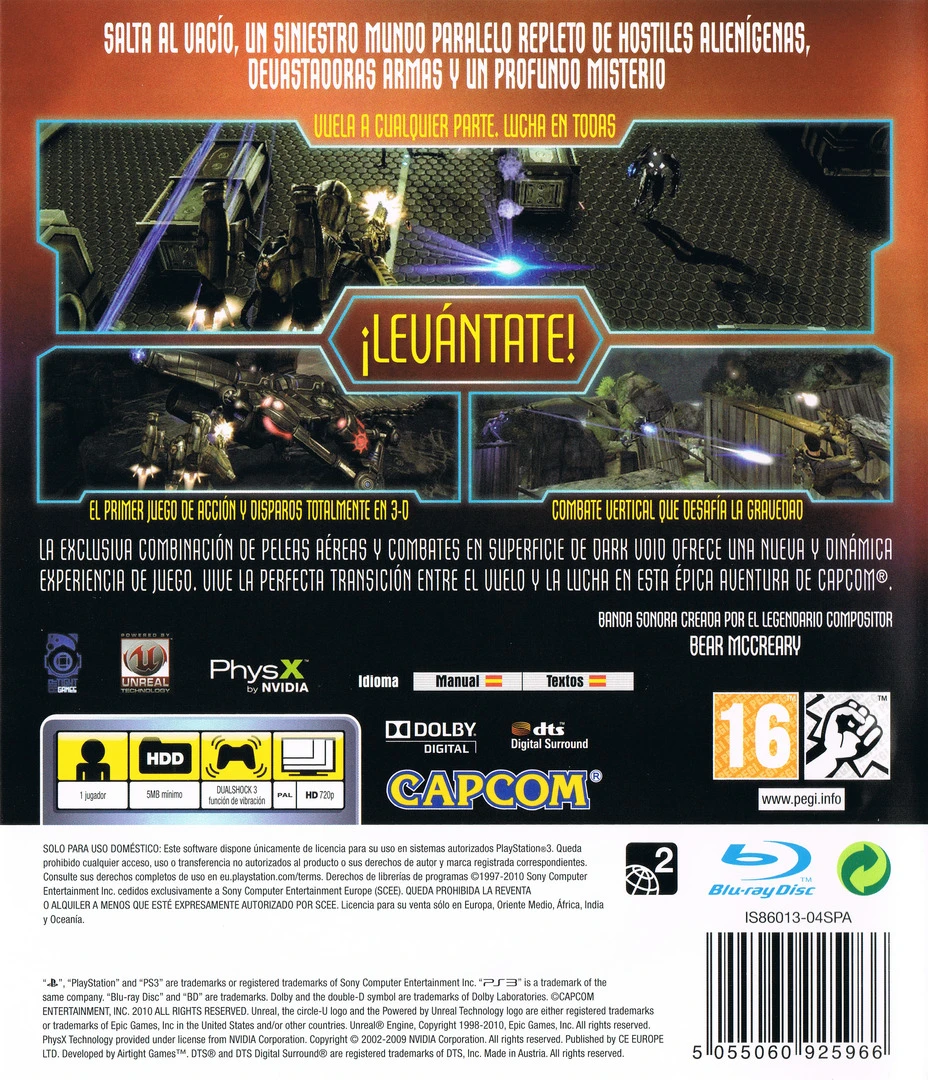 SALTA AL VACÍO, UN SINIESTRO MUNDO PARALELO REPLETO DE HOSTILES ALIENÍGENAS,
DEVASTADORAS ARMAS Y UN PROFUNDO MISTERIO
VUELA A CUALQUIER PARTE. LUCHA EN TODAS
¡LEVÁNTATE!
EL PRIMER JUEGO DE ACCIÓN Y DISPAROS TOTALMENTE EN 3-D
COMBATE VERTICAL QUE DESAFÍA LA GRAVEDAD
LA EXCLUSIVA COMBINACIÓN DE PELEAS AÉREAS Y COMBATES EN SUPERFICIE DE DARK VOID OFRECE UNA NUEVA Y DINÁMICA
EXPERIENCIA DE JUEGO. VIVE LA PERFECTA TRANSICIÓN ENTRE EL VUELO Y LA LUCHA EN ESTA ÉPICA AVENTURA DE CAPCOM®.
BANDA SONORA CREADA POR EL LEGENDARIO COMPOSITOR
BEAR MCCREARY
AIRTIGHT
GAMES
POWERED BY
UNREAL
TECHNOLOGY
PhysX™
by NVIDIA
Idioma Manual Textos
16
TM
www.pegi.info
DOLBY
DIGITAL
dts™
Digital Surround
CAPCOM®
HDD
1 jugador
5MB mínimo
DUALSHOCK 3
función de vibración
PAL HD 720p
SOLO PARA USO DOMÉSTICO: Este software dispone únicamente de licencia para su uso en sistemas autorizados PlayStation®3. Queda
prohibido cualquier acceso, uso o transferencia no autorizados al producto o sus derechos de autor y marca registrada correspondientes.
Consulte sus derechos completos de uso en eu.playstation.com/terms. Derechos de librerías de programas ©1997-2010 Sony Computer
Entertainment Inc. cedidos exclusivamente a Sony Computer Entertainment Europe (SCEE). QUEDA PROHIBIDA LA REVENTA
O ALQUILER A MENOS QUE ESTÉ EXPRESAMENTE AUTORIZADO POR SCEE. Licencia para su venta sólo en Europa, Oriente Medio, África, India
y Oceanía.
2
Blu-ray Disc™
IS86013-04SPA
“ ”, “PlayStation” and “PS3” are trademarks or registered trademarks of Sony Computer Entertainment Inc. “PS3” is a trademark of the
same company. “Blu-ray Disc” and “BD” are trademarks. Dolby and the double-D symbol are trademarks of Dolby Laboratories. ©CAPCOM
ENTERTAINMENT, INC. 2010 ALL RIGHTS RESERVED. Unreal, the circle-U logo and the Powered by Unreal Technology logo are either registered trademarks
or trademarks of Epic Games, Inc in the United States and/or other countries. Unreal® Engine, Copyright 1998-2010, Epic Games, Inc. All rights reserved.
PhysX Technology provided under license from NVIDIA Corporation. Copyright © 2002-2009 NVIDIA Corporation. All rights reserved. Published by CE EUROPE
LTD. Developed by Airtight Games™. DTS® and DTS Digital Surround® are registered trademarks of DTS, Inc. Made in Austria. All rights reserved.
5 055060 925966